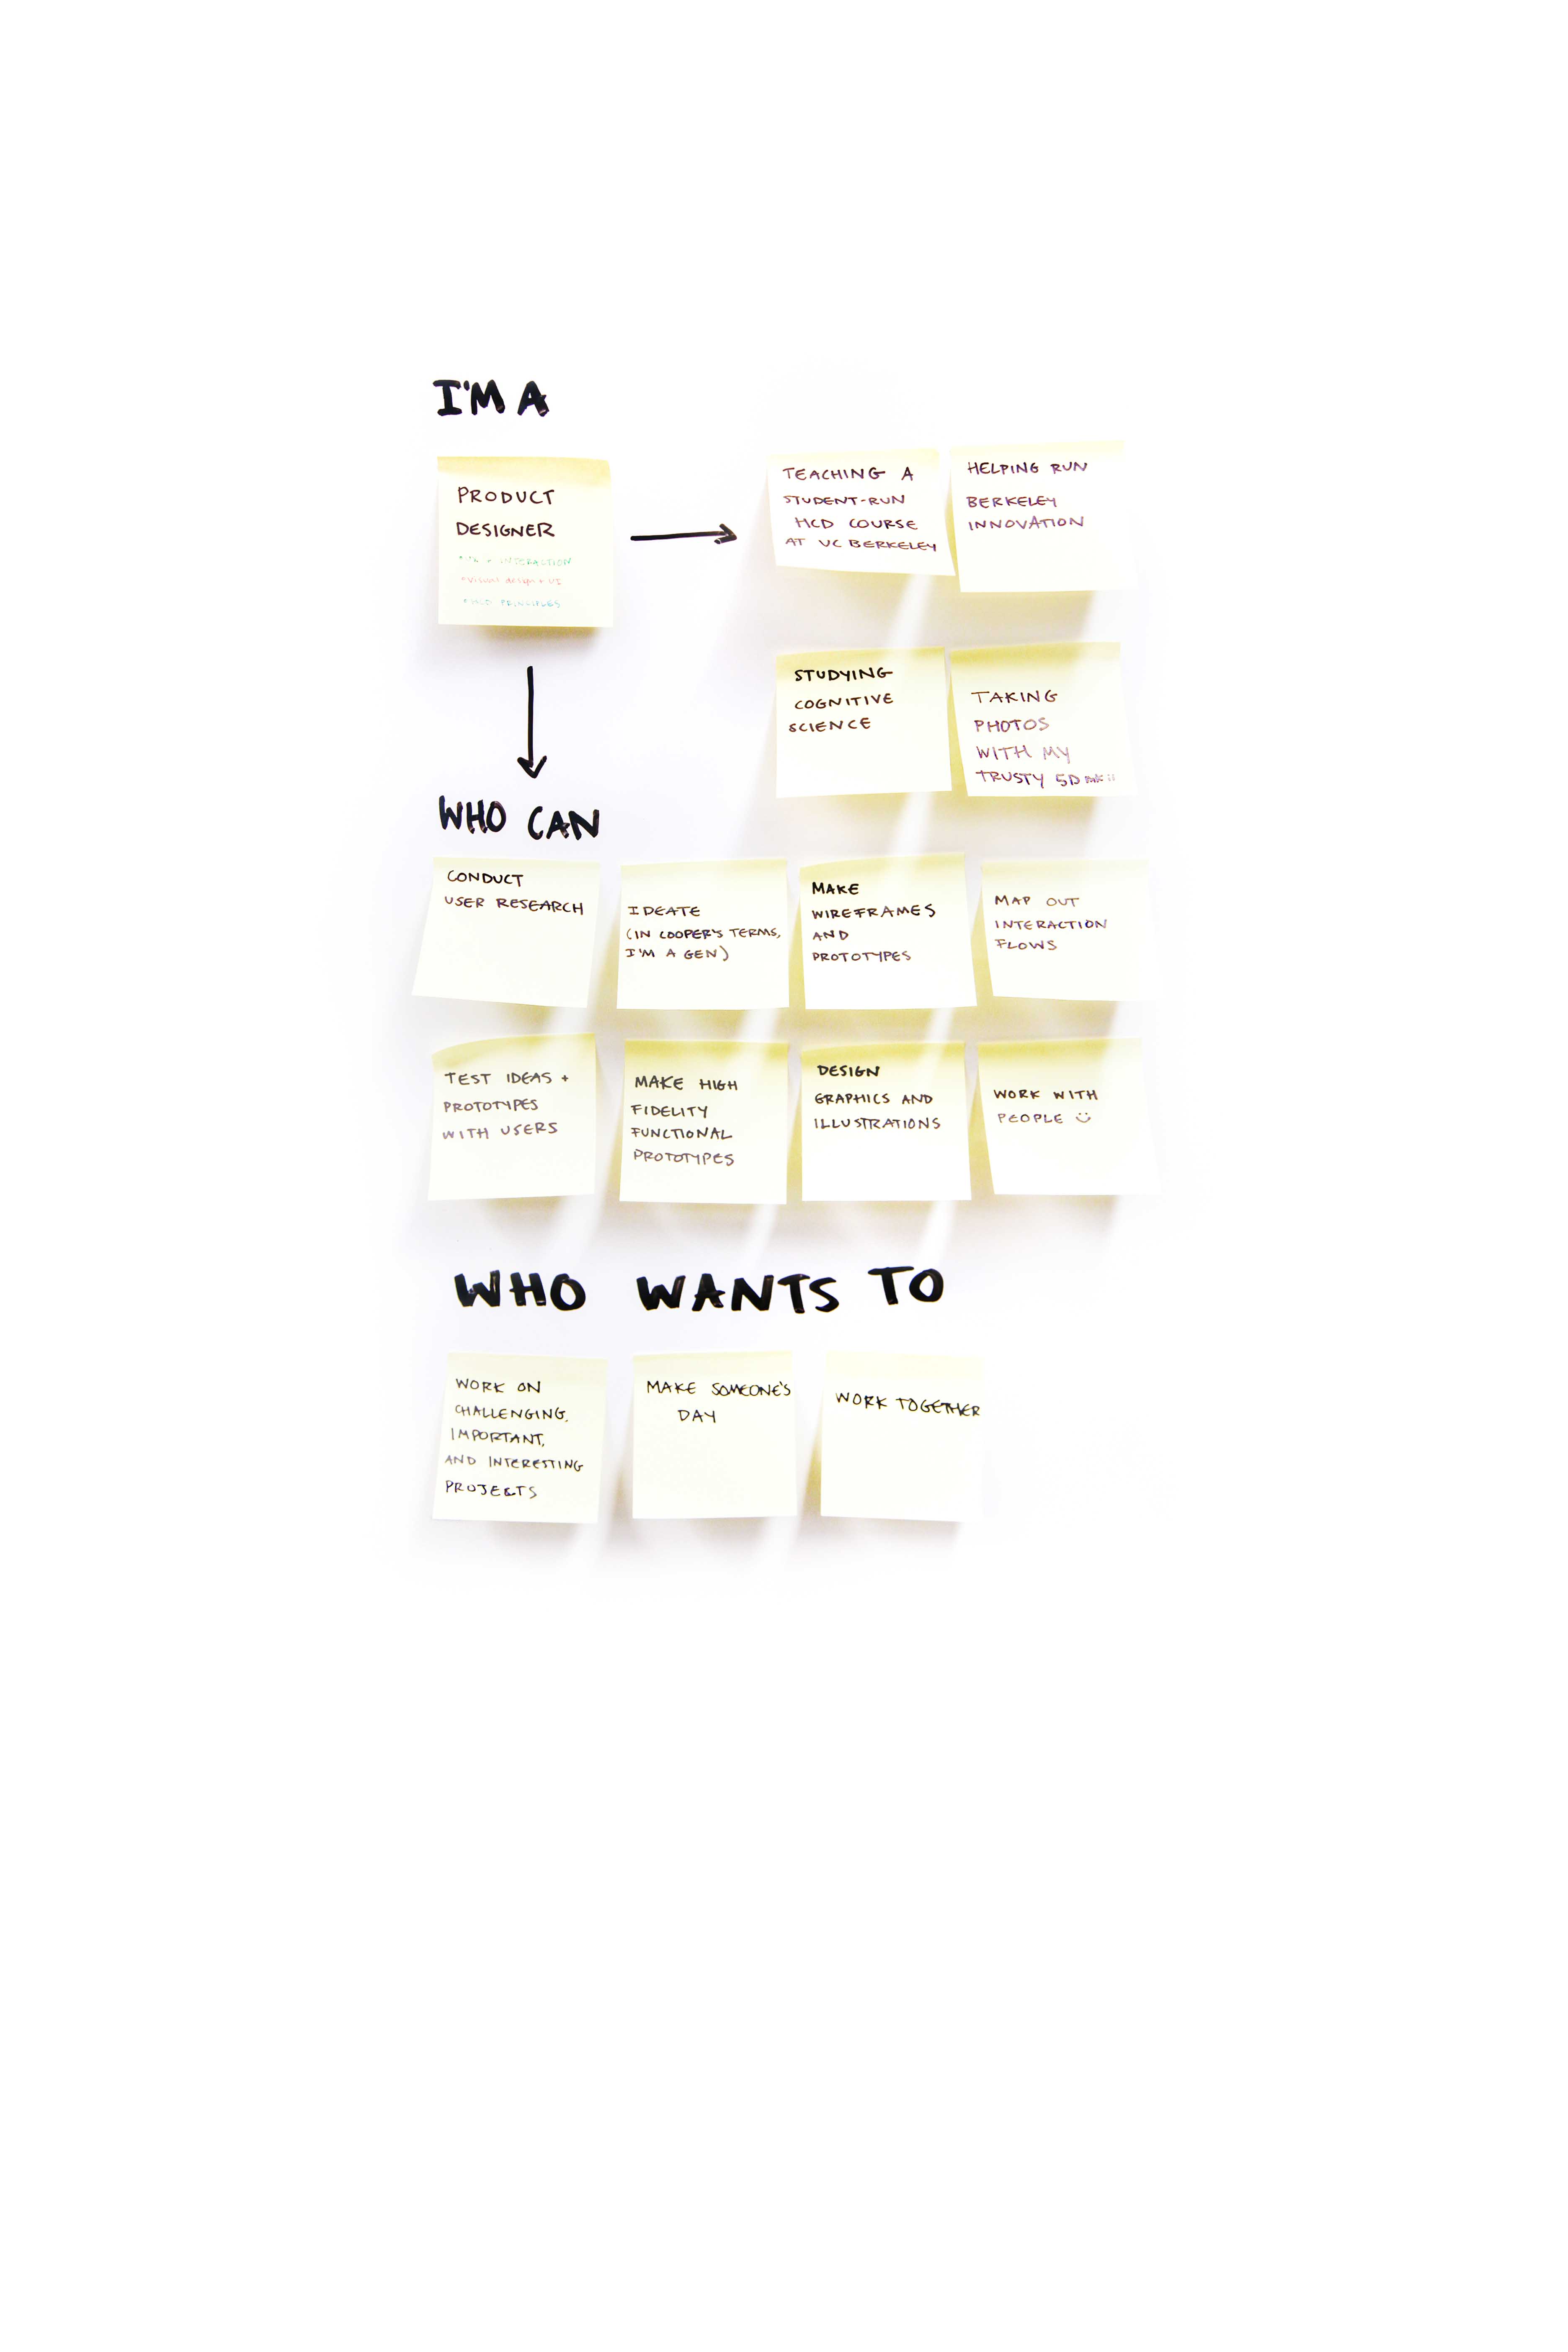 I'M A
PRODUCT
DESIGNER
• UX + INTERACTION
• visual design + UI
• HCD PRINCIPLES
TEACHING A
STUDENT-RUN
HCD COURSE
AT UC BERKELEY
HELPING RUN
BERKELEY
INNOVATION
STUDYING
COGNITIVE
SCIENCE
TAKING
PHOTOS
WITH MY
TRUSTY 5D mkii
WHO CAN
CONDUCT
USER RESEARCH
IDEATE
(IN COOPER'S TERMS,
I'M A GEN)
MAKE
WIREFRAMES
AND
PROTOTYPES
MAP OUT
INTERACTION
FLOWS
TEST IDEAS +
PROTOTYPES
WITH USERS
MAKE HIGH
FIDELITY
FUNCTIONAL
PROTOTYPES
DESIGN
GRAPHICS AND
ILLUSTRATIONS
WORK WITH
PEOPLE
WHO WANTS TO
WORK ON
CHALLENGING,
IMPORTANT,
AND INTERESTING
PROJECTS
MAKE SOMEONE'S
DAY
WORK TOGETHER